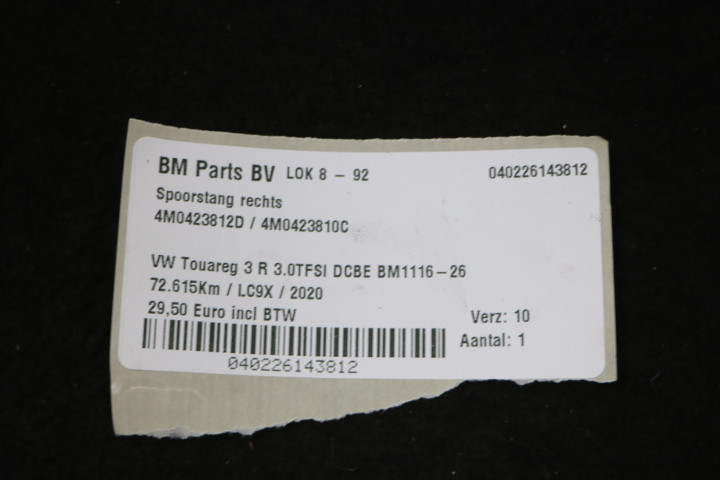 BM Parts BV LOK 8 - 92 040226143812
Spoorstang rechts
4M0423812D / 4M0423810C
VW Touareg 3 R 3.0TFSI DCBE BM1116-26
72.615Km / LC9X / 2020
29,50 Euro incl BTW
Verz: 10
Aantal: 1
040226143812